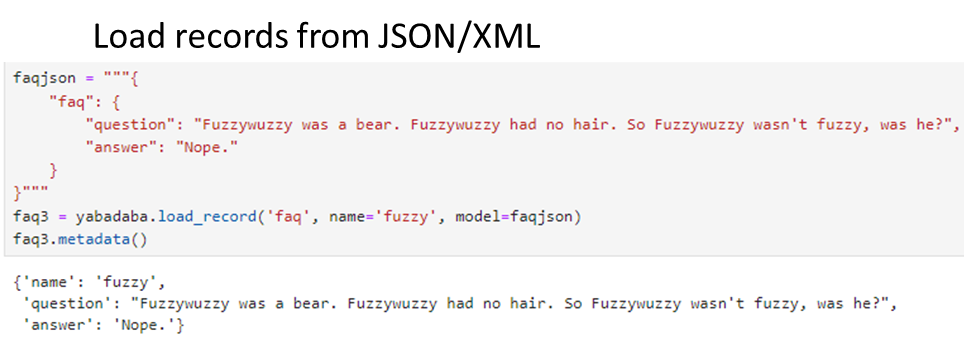 Load records from JSON/XML
faqjson = """{
    "faq": {
        "question": "Fuzzywuzzy was a bear. Fuzzywuzzy had no hair. So Fuzzywuzzy wasn't fuzzy, was he?",
        "answer": "Nope."
    }
}"""
faq3 = yabadaba.load_record('faq', name='fuzzy', model=faqjson)
faq3.metadata()
{'name': 'fuzzy',
 'question': "Fuzzywuzzy was a bear. Fuzzywuzzy had no hair. So Fuzzywuzzy wasn't fuzzy, was he?",
 'answer': 'Nope.'}